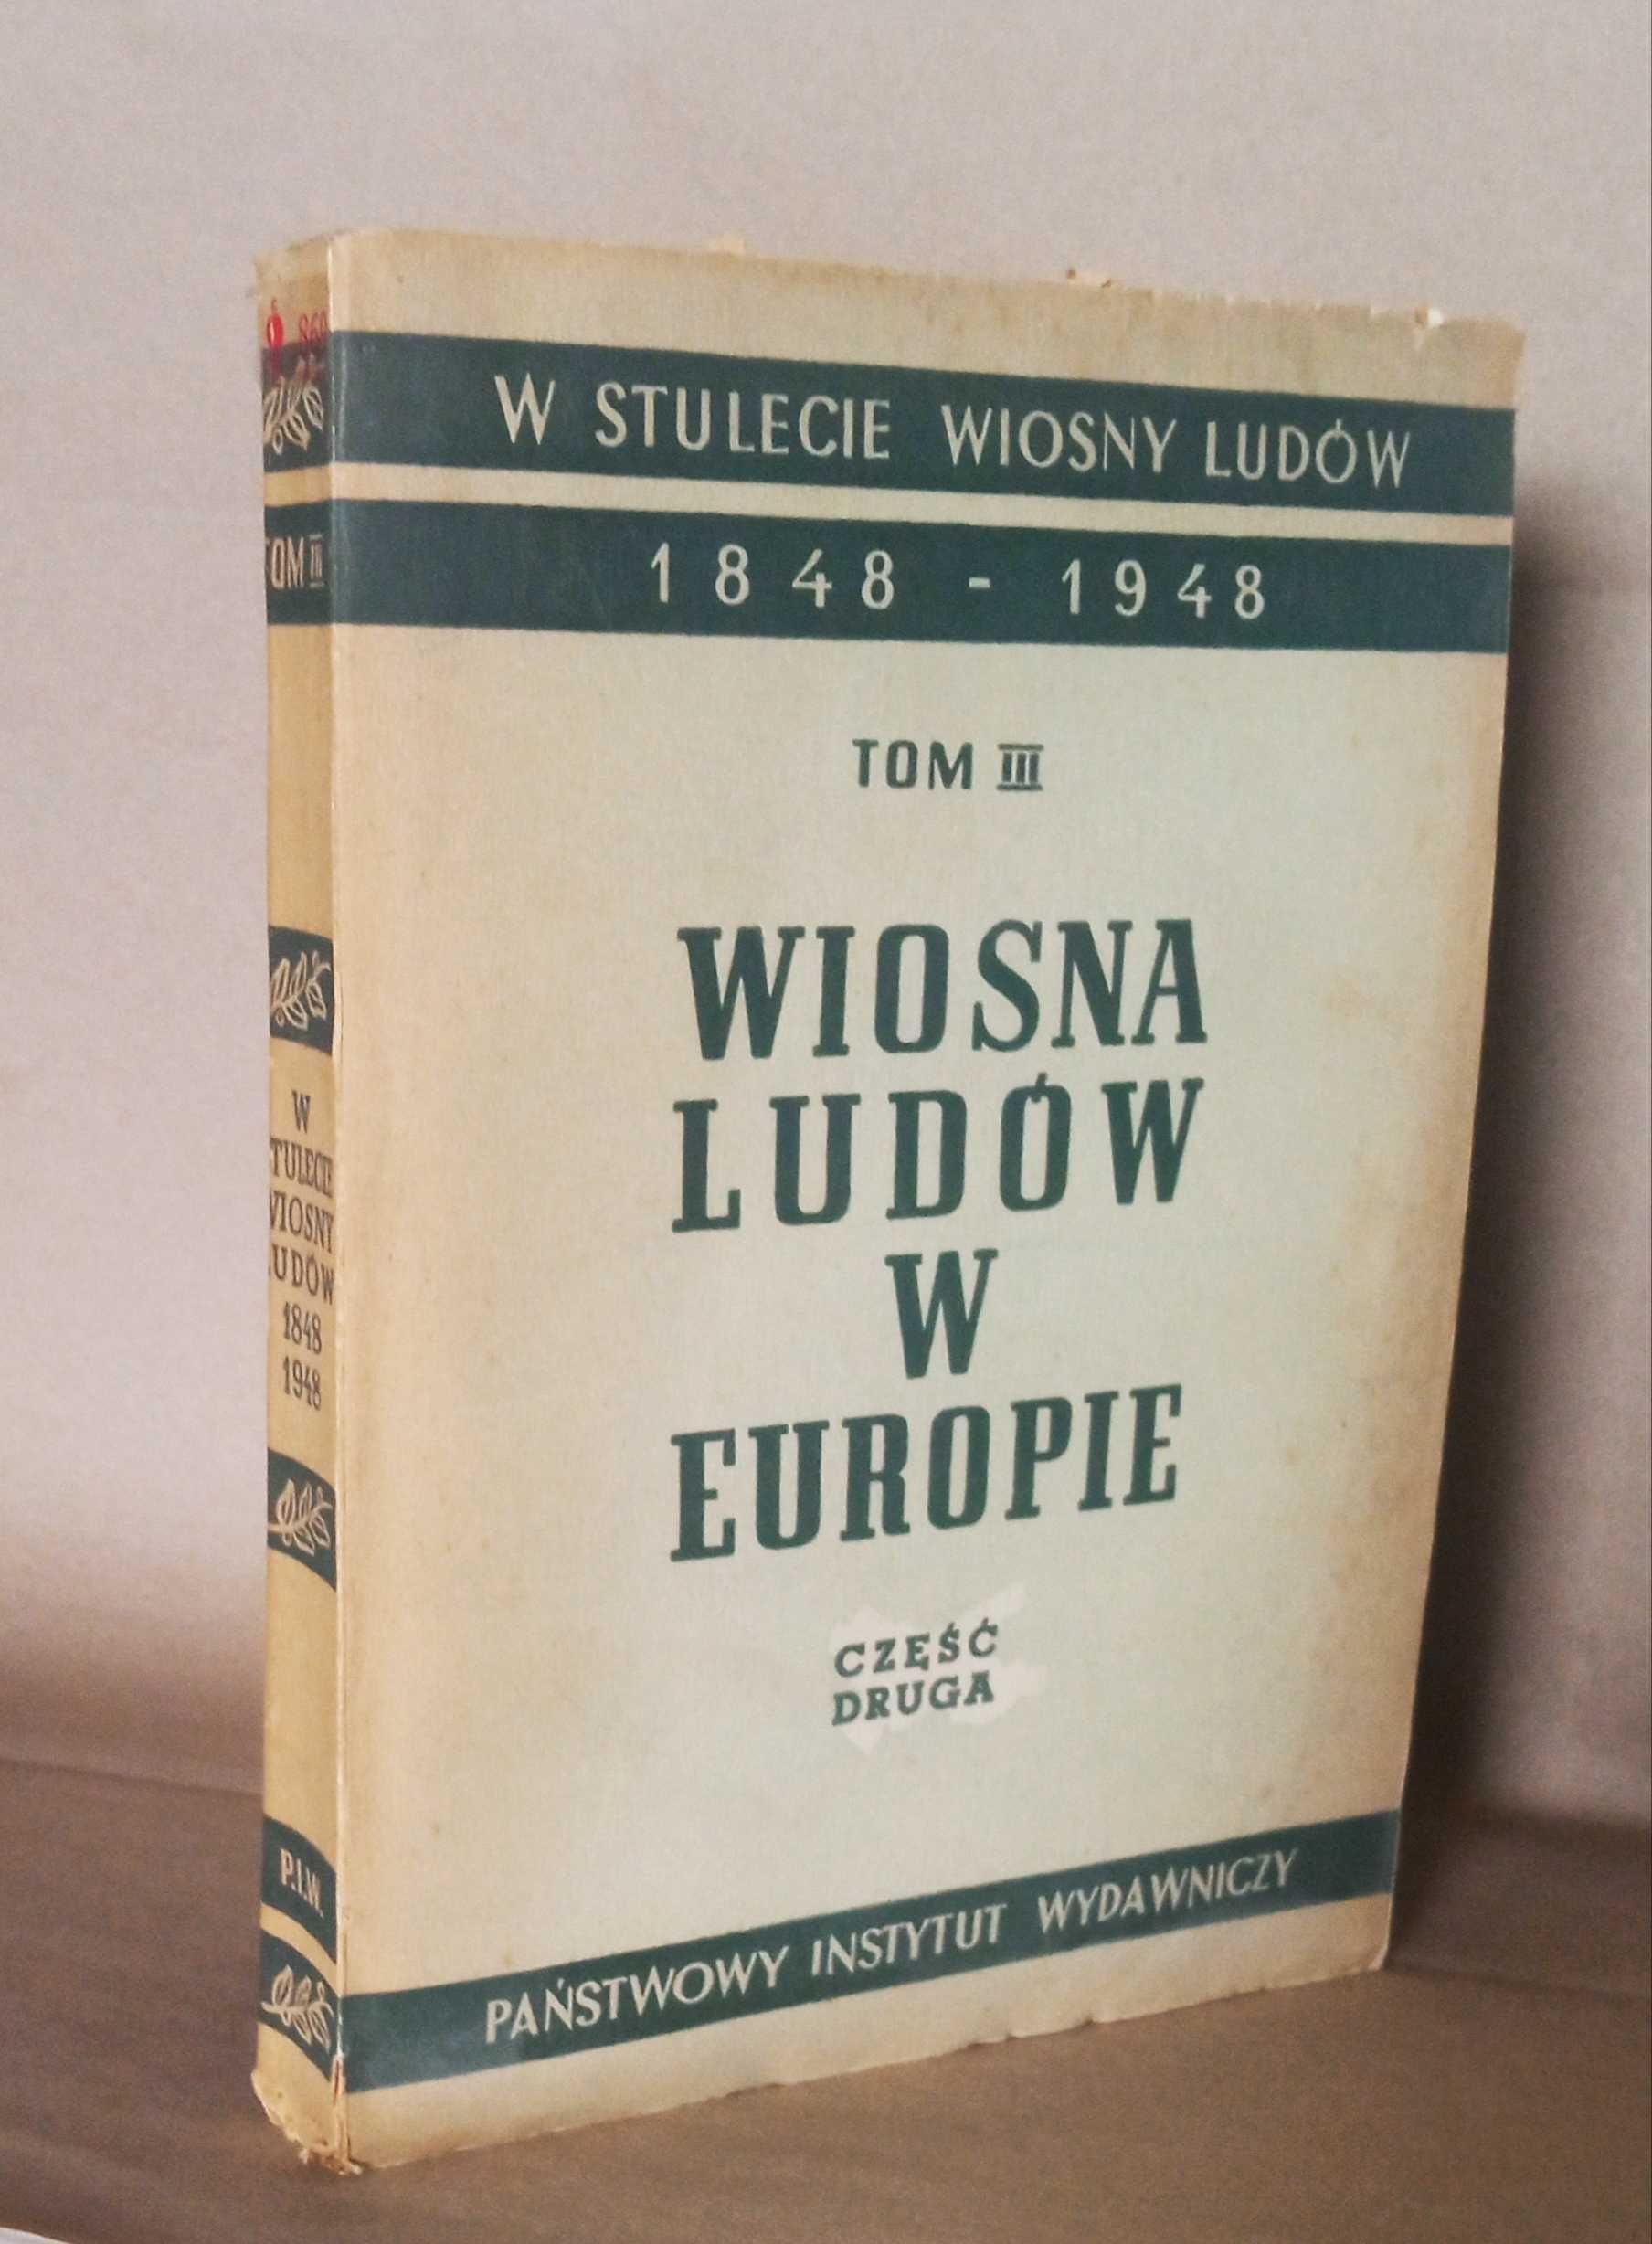 W STULECIE WIOSNY LUDÓW
1848 - 1948
TOM III
WIOSNA
LUDÓW
W
EUROPIE
CZĘŚĆ
DRUGA
PAŃSTWOWY INSTYTUT WYDAWNICZY
TOM III
W
STULECIE
WIOSNY
LUDÓW
1848
1948
P.I.W.